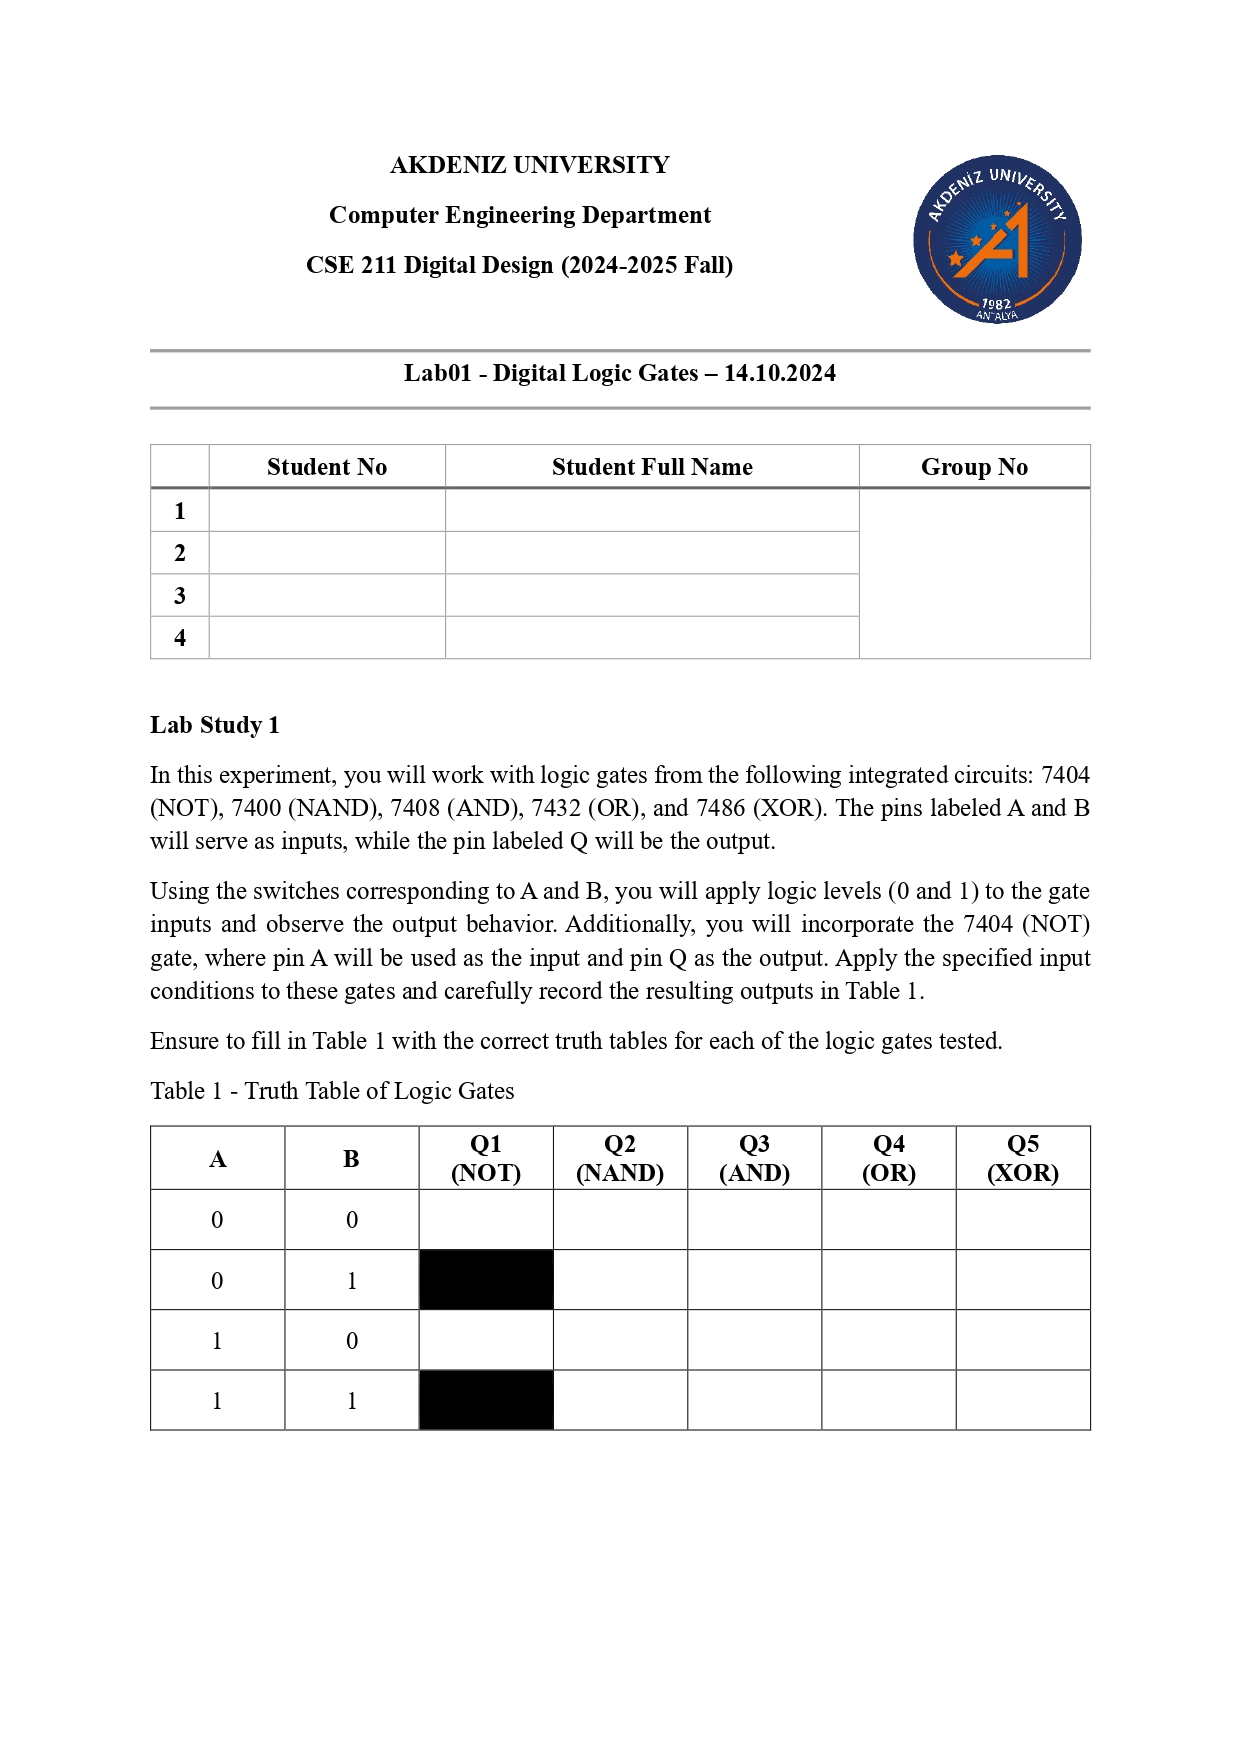 AKDENIZ UNIVERSITY
Computer Engineering Department
CSE 211 Digital Design (2024-2025 Fall)
AKDENİZ UNIVERSITY
1982
ANTALYA
Lab01 - Digital Logic Gates – 14.10.2024
Student No Student Full Name Group No
1
2
3
4
Lab Study 1
In this experiment, you will work with logic gates from the following integrated circuits: 7404
(NOT), 7400 (NAND), 7408 (AND), 7432 (OR), and 7486 (XOR). The pins labeled A and B
will serve as inputs, while the pin labeled Q will be the output.
Using the switches corresponding to A and B, you will apply logic levels (0 and 1) to the gate
inputs and observe the output behavior. Additionally, you will incorporate the 7404 (NOT)
gate, where pin A will be used as the input and pin Q as the output. Apply the specified input
conditions to these gates and carefully record the resulting outputs in Table 1.
Ensure to fill in Table 1 with the correct truth tables for each of the logic gates tested.
Table 1 - Truth Table of Logic Gates
A B Q1 (NOT) Q2 (NAND) Q3 (AND) Q4 (OR) Q5 (XOR)
0 0
0 1
1 0
1 1